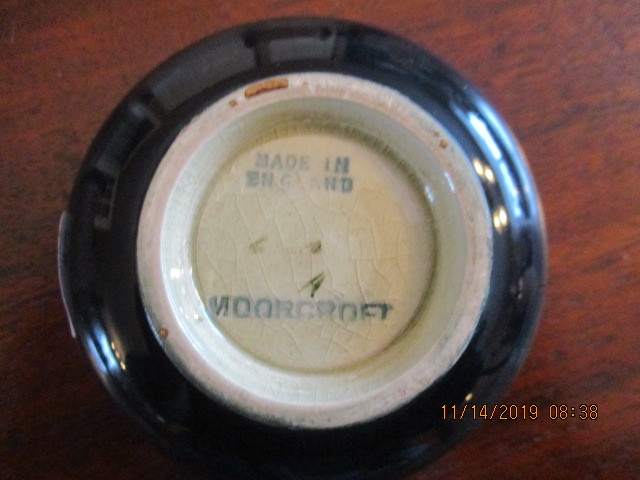 MADE IN
ENGLAND
MOORCROFT
11/14/2019 08:38